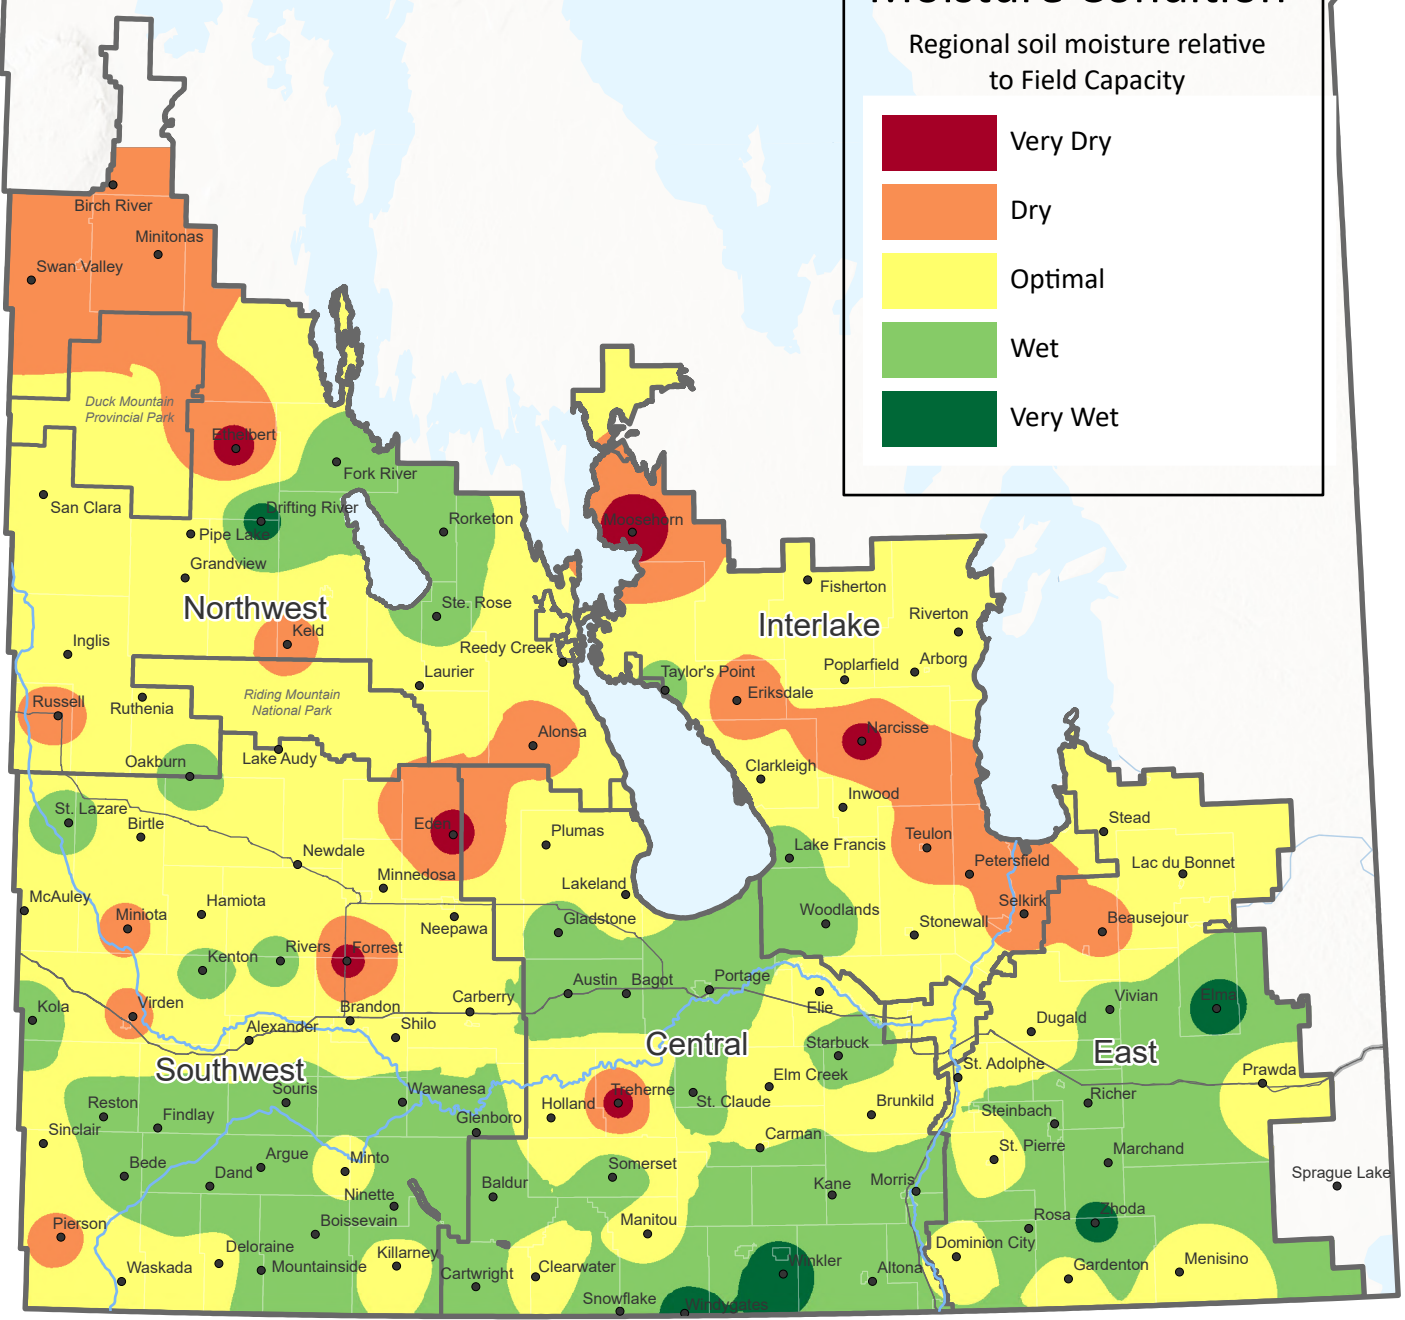 Moisture Condition
Regional soil moisture relative
to Field Capacity
Very Dry
Dry
Optimal
Wet
Very Wet
Birch River
Minitonas
Swan Valley
Duck Mountain
Provincial Park
Ethelbert
Fork River
San Clara
Drifting River
Rorketon
Moosehorn
Pipe Lake
Grandview
Fisherton
Northwest
Ste. Rose
Interlake
Riverton
Keld
Inglis
Reedy Creek
Laurier
Taylor's Point
Poplarfield
Arborg
Eriksdale
Russell
Ruthenia
Riding Mountain
National Park
Alonsa
Narcisse
Oakburn
Lake Audy
Clarkleigh
Inwood
St. Lazare
Birtle
Eden
Plumas
Teulon
Stead
Lake Francis
Newdale
Petersfield
Lac du Bonnet
Minnedosa
Lakeland
McAuley
Hamiota
Miniota
Neepawa
Gladstone
Woodlands
Stonewall
Selkirk
Beausejour
Kenton
Rivers
Forrest
Austin
Bagot
Portage
Kola
Virden
Brandon
Carberry
Elie
Vivian
Elma
Alexander
Shilo
Dugald
Central
Starbuck
East
Southwest
St. Adolphe
Prawda
Souris
Wawanesa
Treherne
Elm Creek
Richer
Reston
Findlay
Glenboro
Holland
St. Claude
Brunkild
Steinbach
Sinclair
Carman
St. Pierre
Marchand
Bede
Dand
Argue
Minto
Somerset
Sprague Lake
Ninette
Baldur
Kane
Morris
Pierson
Boissevain
Manitou
Rosa
Zhoda
Deloraine
Killarney
Dominion City
Waskada
Mountainside
Cartwright
Clearwater
Winkler
Altona
Gardenton
Menisino
Snowflake
Windygates